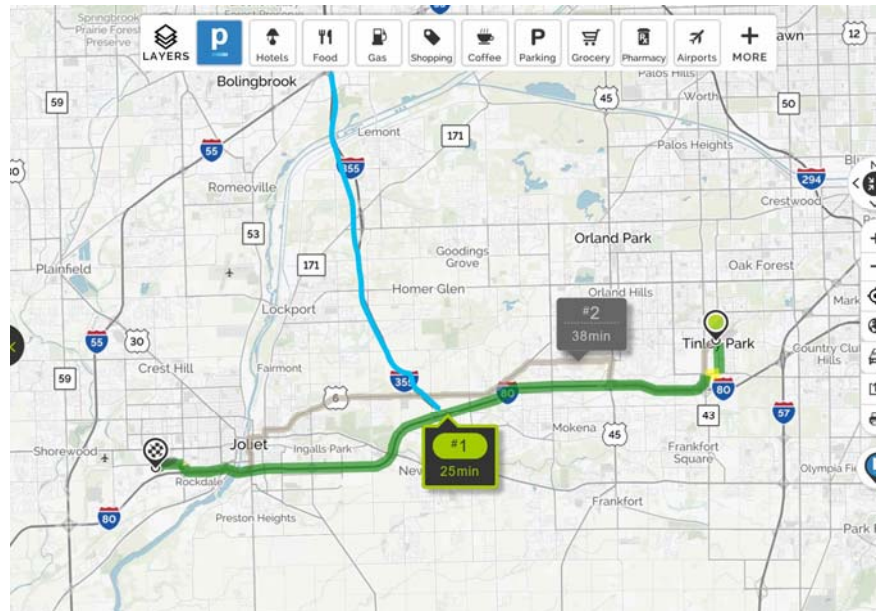 Springbrook
Prairie Forest
Preserve
LAYERS
p
Hotels
Food
Gas
Shopping
Coffee
P
Parking
Grocery
Pharmacy
Airports
MORE
55
12
Bolingbrook
Palos Hills
45
Worth
59
50
Lemont
171
55
355
Palos Heights
Romeoville
294
Crestwood
53
Orland Park
Goodings
Grove
171
Oak Forest
Plainfield
Homer Glen
Orland Hills
Lockport
#2
38min
30
55
Tinley Park
Country Club
Hills
Crest Hill
Fairmont
59
355
6
80
80
43
57
Mokena
45
Joliet
#1
25min
Ingalls Park
Frankfort
Square
Shorewood
Rockdale
Frankfort
80
Preston Heights